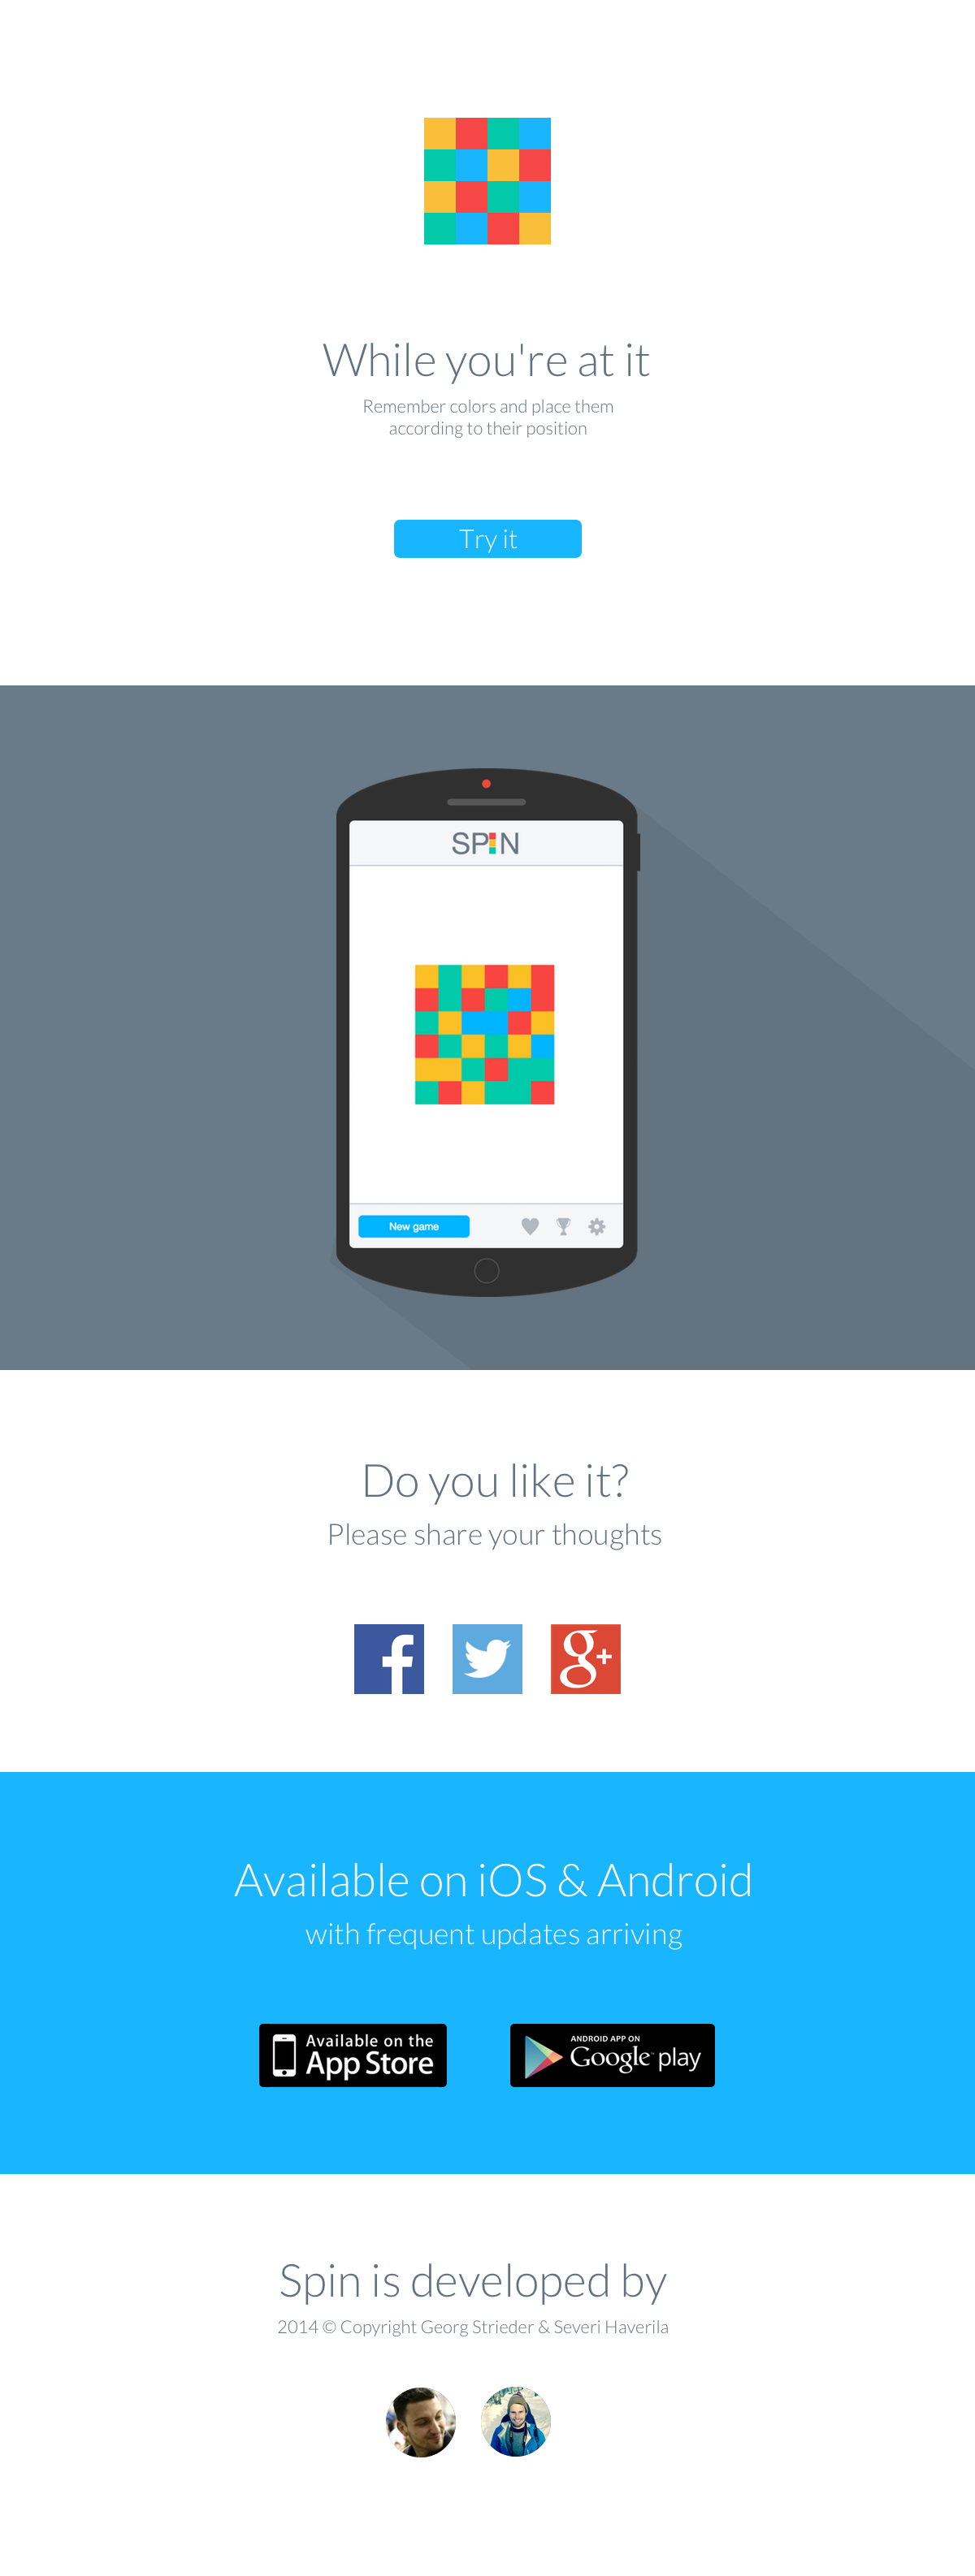 While you're at it
Remember colors and place them
according to their position
Try it
SPIN
New game
Do you like it?
Please share your thoughts
f
g+
Available on iOS & Android
with frequent updates arriving
Available on the
App Store
ANDROID APP ON
Google play
Spin is developed by
2014 © Copyright Georg Strieder & Severi Haverila